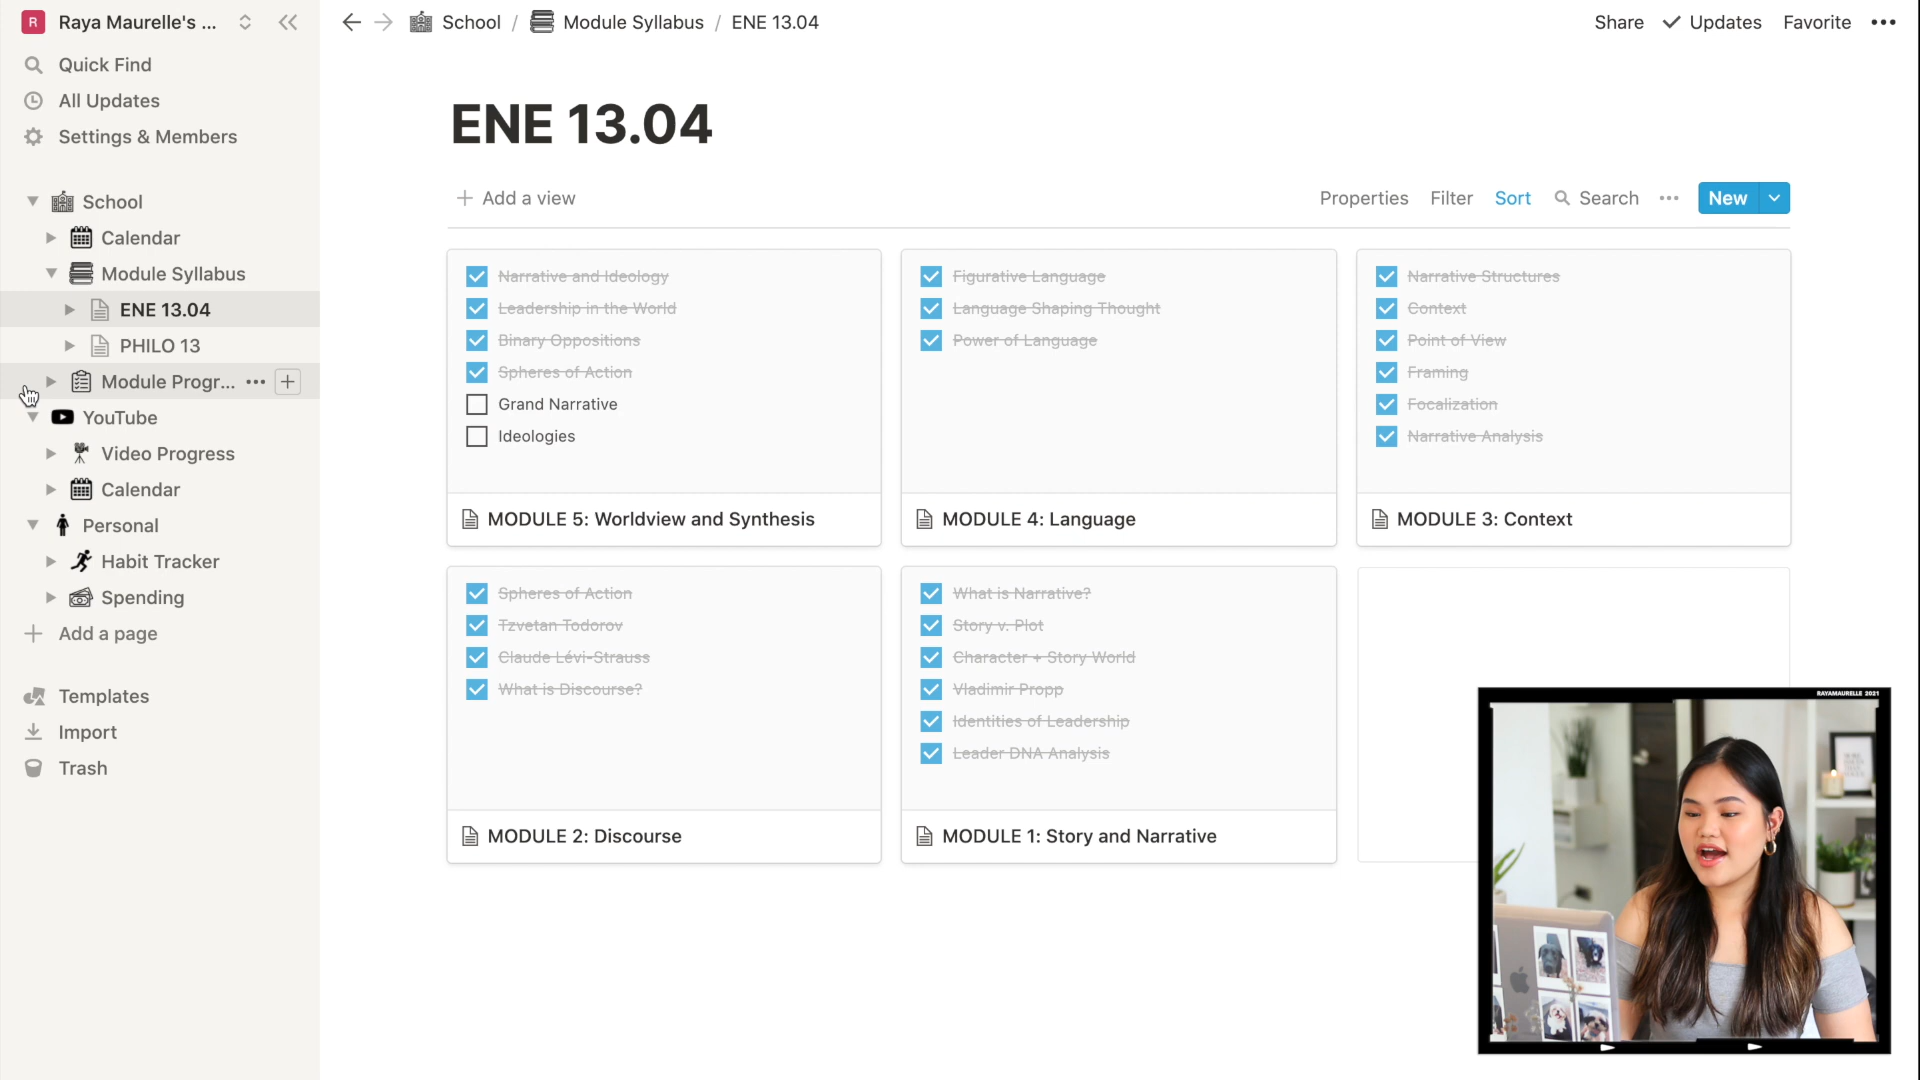 R Raya Maurelle's ...
Quick Find
All Updates
Settings & Members
School
Calendar
Module Syllabus
ENE 13.04
PHILO 13
Module Progr... •••
YouTube
Video Progress
Calendar
Personal
Habit Tracker
Spending
Add a page
Templates
Import
Trash
School / Module Syllabus / ENE 13.04
Share Updates Favorite •••
ENE 13.04
Add a view
Properties Filter Sort Search ••• New
Narrative and Ideology
Leadership in the World
Binary Oppositions
Spheres of Action
Grand Narrative
Ideologies
MODULE 5: Worldview and Synthesis
Figurative Language
Language Shaping Thought
Power of Language
MODULE 4: Language
Narrative Structures
Context
Point of View
Framing
Focalization
Narrative Analysis
MODULE 3: Context
Spheres of Action
Tzvetan Todorov
Claude Lévi-Strauss
What is Discourse?
MODULE 2: Discourse
What is Narrative?
Story v. Plot
Character + Story World
Vladimir Propp
Identities of Leadership
Leader DNA Analysis
MODULE 1: Story and Narrative
RAYAMAURELLE 2021